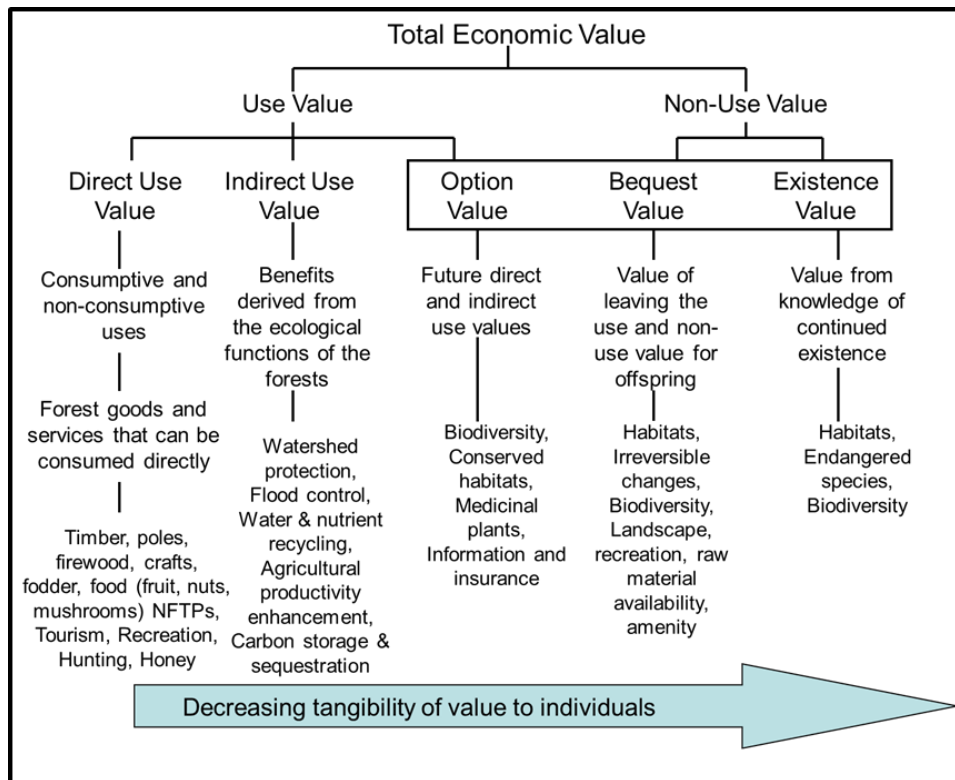 Total Economic Value
Use Value
Non-Use Value
Direct Use
Value
Indirect Use
Value
Option
Value
Bequest
Value
Existence
Value
Consumptive and
non-consumptive
uses
Benefits
derived from
the ecological
functions of the
forests
Future direct
and indirect
use values
Value of
leaving the
use and non-
use value for
offspring
Value from
knowledge of
continued
existence
Forest goods and
services that can be
consumed directly
Watershed
protection,
Flood control,
Water & nutrient
recycling,
Agricultural
productivity
enhancement,
Carbon storage &
sequestration
Biodiversity,
Conserved
habitats,
Medicinal
plants,
Information and
insurance
Habitats,
Irreversible
changes,
Biodiversity,
Landscape,
recreation, raw
material
availability,
amenity
Habitats,
Endangered
species,
Biodiversity
Timber, poles,
firewood, crafts,
fodder, food (fruit, nuts,
mushrooms) NFTPs,
Tourism, Recreation,
Hunting, Honey
Decreasing tangibility of value to individuals